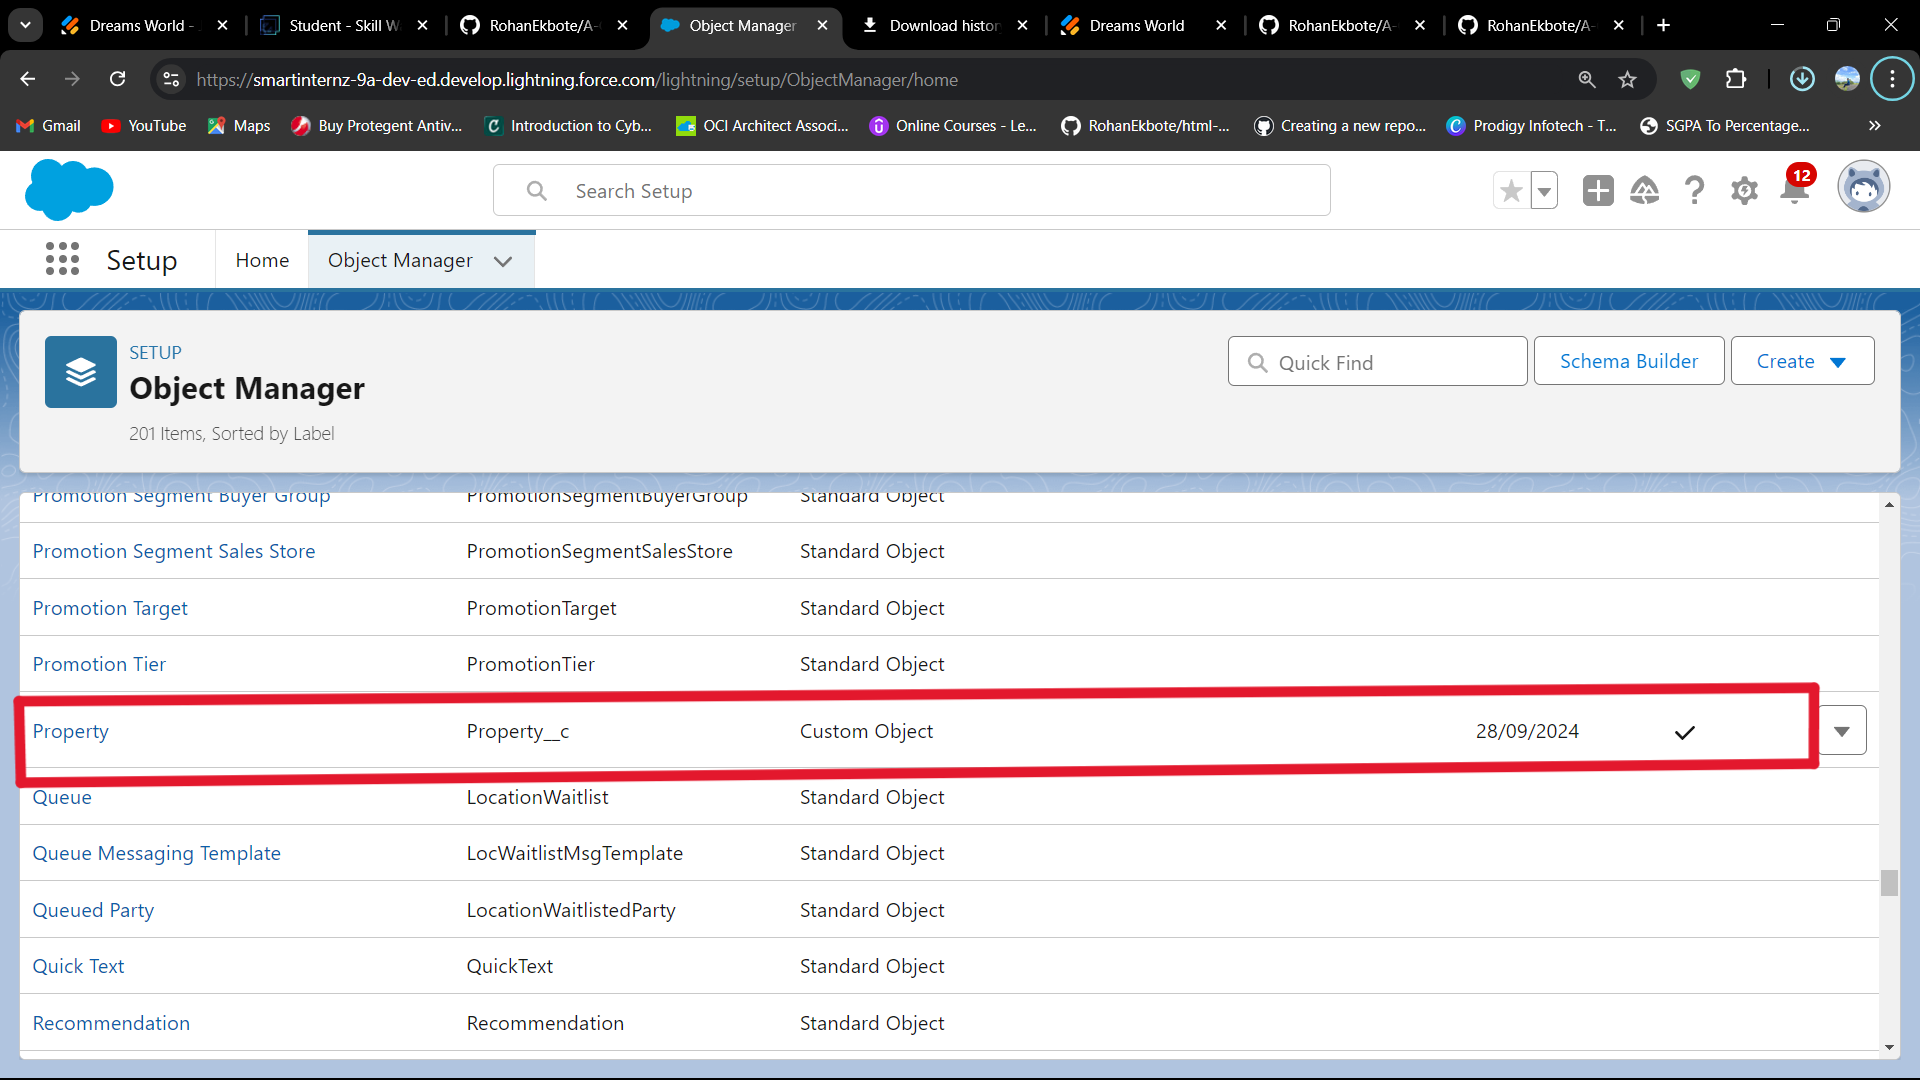 Dreams World -
Student - Skill W
RohanEkbote/A-
Object Manager
Download histor
Dreams World
RohanEkbote/A-
RohanEkbote/A-
https://smartinternz-9a-dev-ed.develop.lightning.force.com/lightning/setup/ObjectManager/home
Gmail
YouTube
Maps
Buy Protegent Antiv...
Introduction to Cyb...
OCI Architect Associ...
Online Courses - Le...
RohanEkbote/html-...
Creating a new repo...
Prodigy Infotech - T...
SGPA To Percentage...
Search Setup
12
Setup
Home
Object Manager
SETUP
Object Manager
201 Items, Sorted by Label
Quick Find
Schema Builder
Create
Promotion Segment Buyer Group PromotionSegmentBuyerGroup Standard Object
Promotion Segment Sales Store PromotionSegmentSalesStore Standard Object
Promotion Target PromotionTarget Standard Object
Promotion Tier PromotionTier Standard Object
Property Property__c Custom Object 28/09/2024
Queue LocationWaitlist Standard Object
Queue Messaging Template LocWaitlistMsgTemplate Standard Object
Queued Party LocationWaitlistedParty Standard Object
Quick Text QuickText Standard Object
Recommendation Recommendation Standard Object